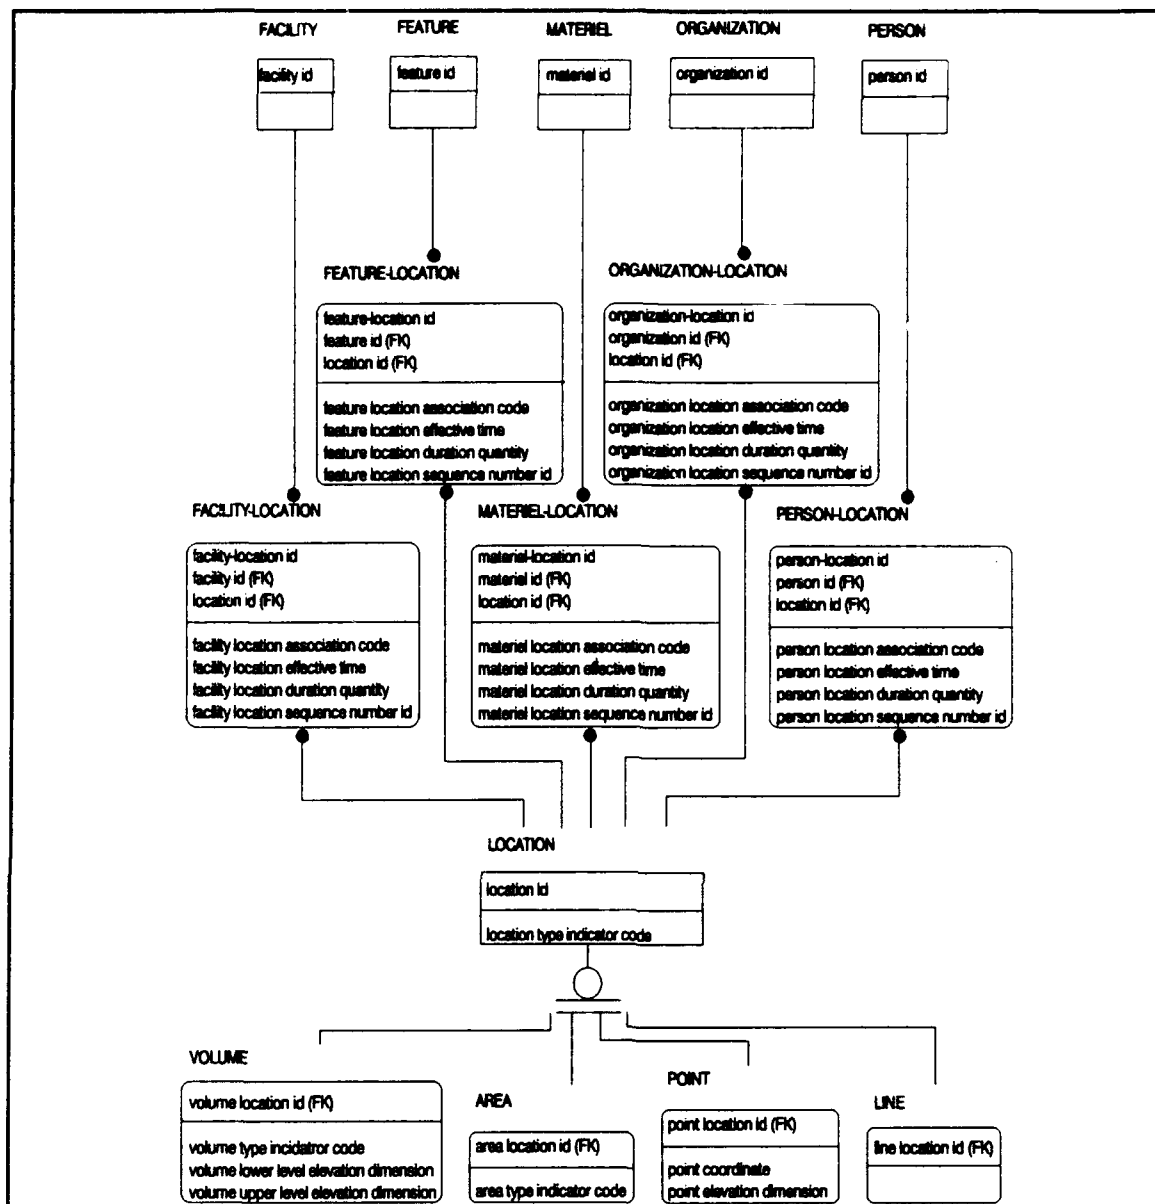 FACILITY
facility id
FEATURE
feature id
MATERIEL
materiel id
ORGANIZATION
organization id
PERSON
person id
FEATURE-LOCATION
feature-location id
feature id (FK)
location id (FK)
feature location association code
feature location effective time
feature location duration quantity
feature location sequence number id
ORGANIZATION-LOCATION
organization-location id
organization id (FK)
location id (FK)
organization location association code
organization location effective time
organization location duration quantity
organization location sequence number id
FACILITY-LOCATION
facility-location id
facility id (FK)
location id (FK)
facility location association code
facility location effective time
facility location duration quantity
facility location sequence number id
MATERIEL-LOCATION
materiel-location id
materiel id (FK)
location id (FK)
materiel location association code
materiel location effective time
materiel location duration quantity
materiel location sequence number id
PERSON-LOCATION
person-location id
person id (FK)
location id (FK)
person location association code
person location effective time
person location duration quantity
person location sequence number id
LOCATION
location id
location type indicator code
VOLUME
volume location id (FK)
volume type incidatror code
volume lower level elevation dimension
volume upper level elevation dimension
AREA
area location id (FK)
area type indicator code
POINT
point location id (FK)
point coordinate
point elevation dimension
LINE
line location id (FK)